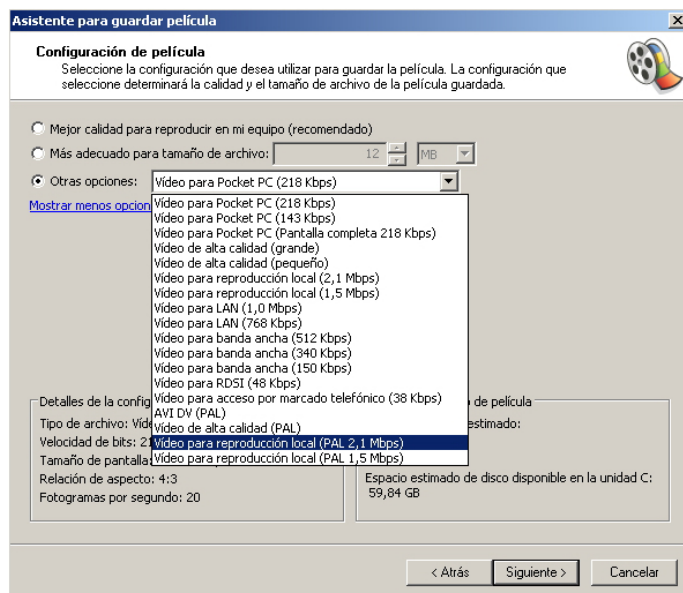 Asistente para guardar película
Configuración de película
Seleccione la configuración que desea utilizar para guardar la película. La configuración que
seleccione determinará la calidad y el tamaño de archivo de la película guardada.
Mejor calidad para reproducir en mi equipo (recomendado)
Más adecuado para tamaño de archivo: 12 MB
Otras opciones: Vídeo para Pocket PC (218 Kbps)
Mostrar menos opcion
Vídeo para Pocket PC (218 Kbps)
Vídeo para Pocket PC (143 Kbps)
Vídeo para Pocket PC (Pantalla completa 218 Kbps)
Vídeo de alta calidad (grande)
Vídeo de alta calidad (pequeño)
Vídeo para reproducción local (2,1 Mbps)
Vídeo para reproducción local (1,5 Mbps)
Vídeo para LAN (1,0 Mbps)
Vídeo para LAN (768 Kbps)
Vídeo para banda ancha (512 Kbps)
Vídeo para banda ancha (340 Kbps)
Vídeo para banda ancha (150 Kbps)
Vídeo para RDSI (48 Kbps)
Vídeo para acceso por marcado telefónico (38 Kbps)
AVI DV (PAL)
Vídeo de alta calidad (PAL)
Vídeo para reproducción local (PAL 2,1 Mbps)
Vídeo para reproducción local (PAL 1,5 Mbps)
Detalles de la config
Tipo de archivo: Víde
Velocidad de bits: 21
Tamaño de pantalla:
Relación de aspecto: 4:3
Fotogramas por segundo: 20
de película
estimado:
Espacio estimado de disco disponible en la unidad C:
59,84 GB
< Atrás
Siguiente >
Cancelar